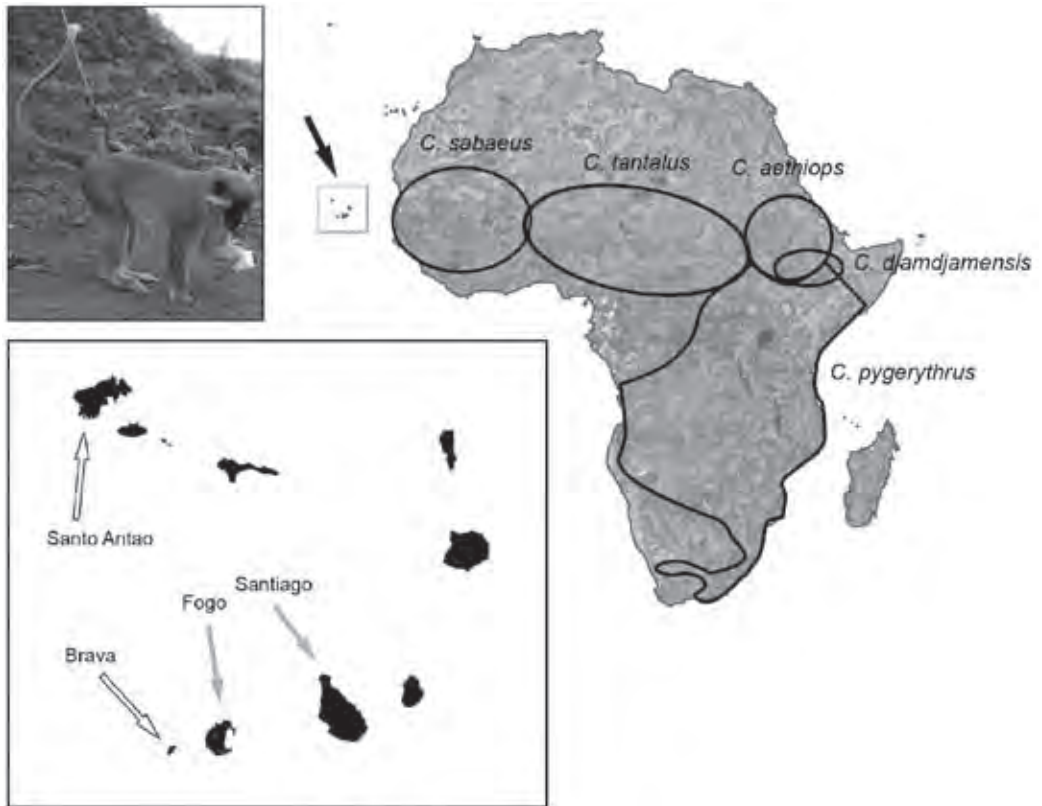 C. sabaeus
C. tantalus
C. aethiops
C. djamdjamensis
C. pygerythrus
Santo Antao
Santiago
Fogo
Brava